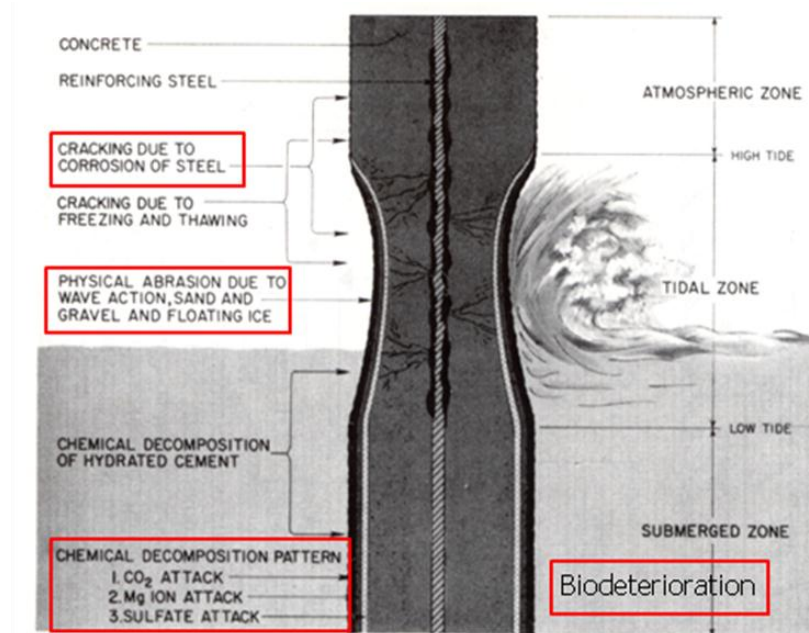 CONCRETE
REINFORCING STEEL
CRACKING DUE TO
CORROSION OF STEEL
CRACKING DUE TO
FREEZING AND THAWING
PHYSICAL ABRASION DUE TO
WAVE ACTION, SAND AND
GRAVEL AND FLOATING ICE
CHEMICAL DECOMPOSITION
OF HYDRATED CEMENT
CHEMICAL DECOMPOSITION PATTERN
1. CO₂ ATTACK
2. Mg ION ATTACK
3. SULFATE ATTACK
ATMOSPHERIC ZONE
HIGH TIDE
TIDAL ZONE
LOW TIDE
SUBMERGED ZONE
Biodeterioration